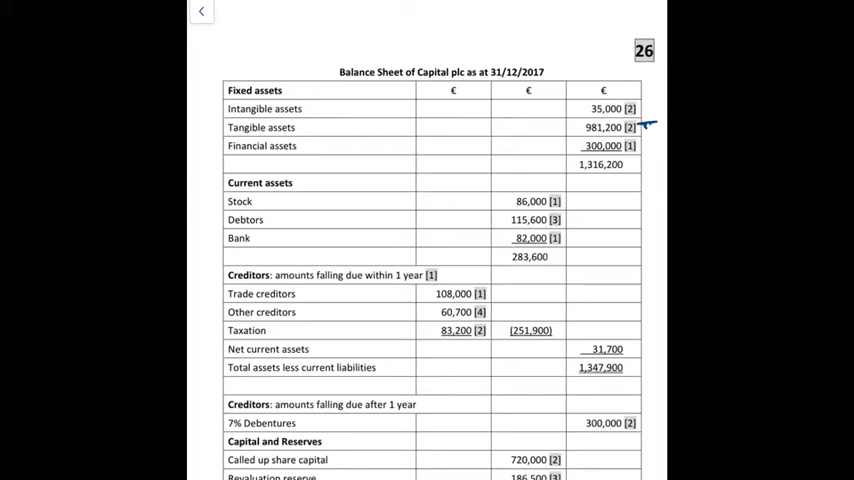 26
Balance Sheet of Capital plc as at 31/12/2017
Fixed assets € € €
Intangible assets 35,000 [2]
Tangible assets 981,200 [2]
Financial assets 300,000 [1]
1,316,200
Current assets
Stock 86,000 [1]
Debtors 115,600 [3]
Bank 82,000 [1]
283,600
Creditors: amounts falling due within 1 year [1]
Trade creditors 108,000 [1]
Other creditors 60,700 [4]
Taxation 83,200 [2] (251,900)
Net current assets 31,700
Total assets less current liabilities 1,347,900
Creditors: amounts falling due after 1 year
7% Debentures 300,000 [2]
Capital and Reserves
Called up share capital 720,000 [2]
Revaluation reserve 186,500 [3]